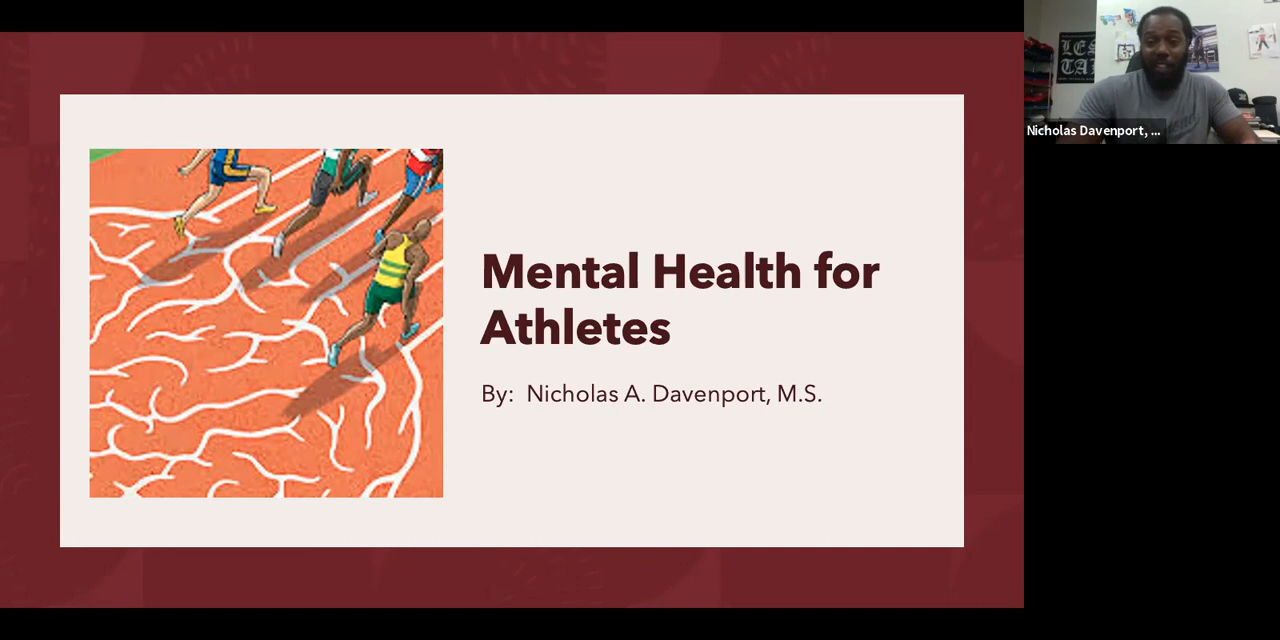 Mental Health for
Athletes
By: Nicholas A. Davenport, M.S.
Nicholas Davenport, ...